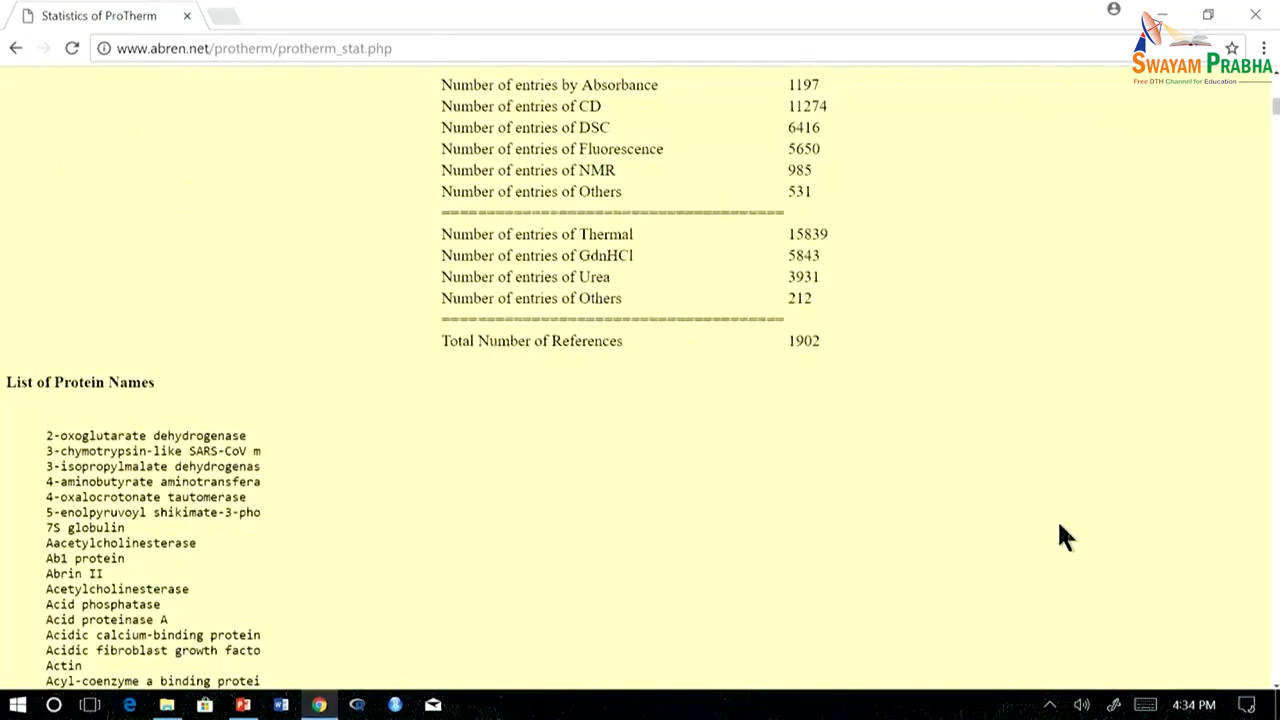 Statistics of ProTherm
www.abren.net/protherm/protherm_stat.php
SWAYAM PRABHA
Free DTH Channel for Education
Number of entries by Absorbance 1197
Number of entries of CD 11274
Number of entries of DSC 6416
Number of entries of Fluorescence 5650
Number of entries of NMR 985
Number of entries of Others 531
======================================
Number of entries of Thermal 15839
Number of entries of GdnHCl 5843
Number of entries of Urea 3931
Number of entries of Others 212
======================================
Total Number of References 1902
List of Protein Names
2-oxoglutarate dehydrogenase
3-chymotrypsin-like SARS-CoV m
3-isopropylmalate dehydrogenas
4-aminobutyrate aminotransfera
4-oxalocrotonate tautomerase
5-enolpyruvoyl shikimate-3-pho
7S globulin
Aacetylcholinesterase
Ab1 protein
Abrin II
Acetylcholinesterase
Acid phosphatase
Acid proteinase A
Acidic calcium-binding protein
Acidic fibroblast growth facto
Actin
Acyl-coenzyme a binding protei
4:34 PM